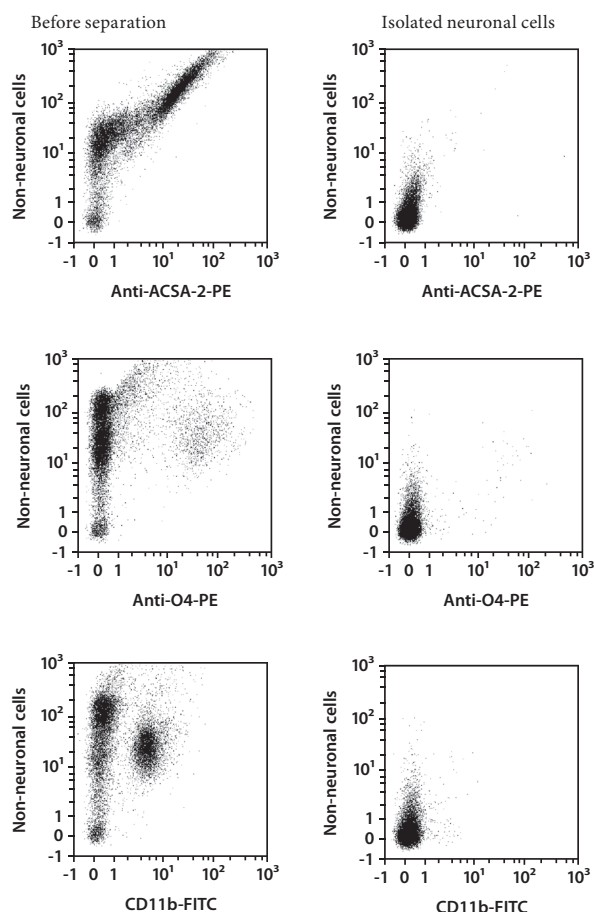 Before separation
Isolated neuronal cells
Non-neuronal cells
10³
10²
10¹
1
0
-1
-1 0 1 10¹ 10² 10³
Anti-ACSA-2-PE
Non-neuronal cells
10³
10²
10¹
1
0
-1
-1 0 1 10¹ 10² 10³
Anti-ACSA-2-PE
Non-neuronal cells
10³
10²
10¹
1
0
-1
-1 0 1 10¹ 10² 10³
Anti-O4-PE
Non-neuronal cells
10³
10²
10¹
1
0
-1
-1 0 1 10¹ 10² 10³
Anti-O4-PE
Non-neuronal cells
10³
10²
10¹
1
0
-1
-1 0 1 10¹ 10² 10³
CD11b-FITC
Non-neuronal cells
10³
10²
10¹
1
0
-1
-1 0 1 10¹ 10² 10³
CD11b-FITC